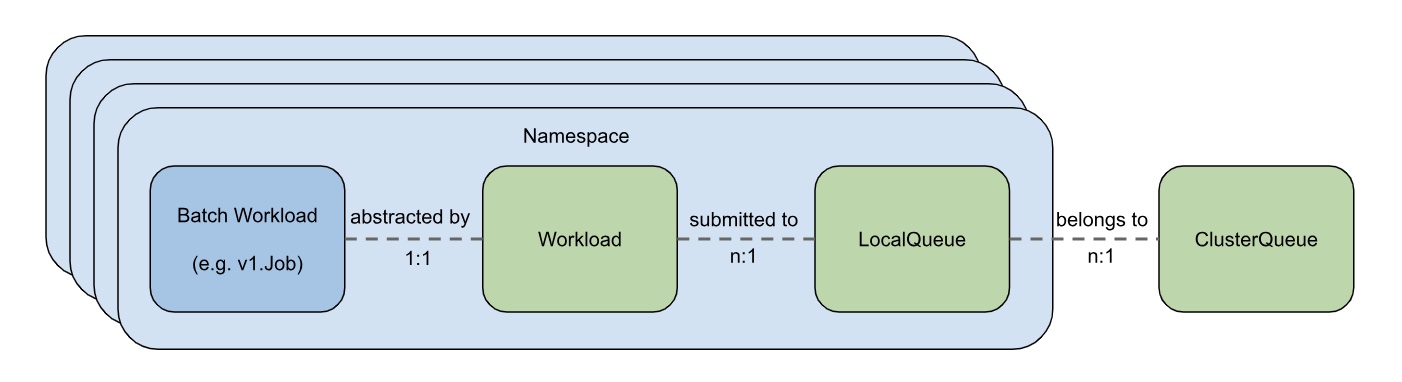 Namespace
Batch Workload
(e.g. v1.Job)
abstracted by
1:1
Workload
submitted to
n:1
LocalQueue
belongs to
n:1
ClusterQueue